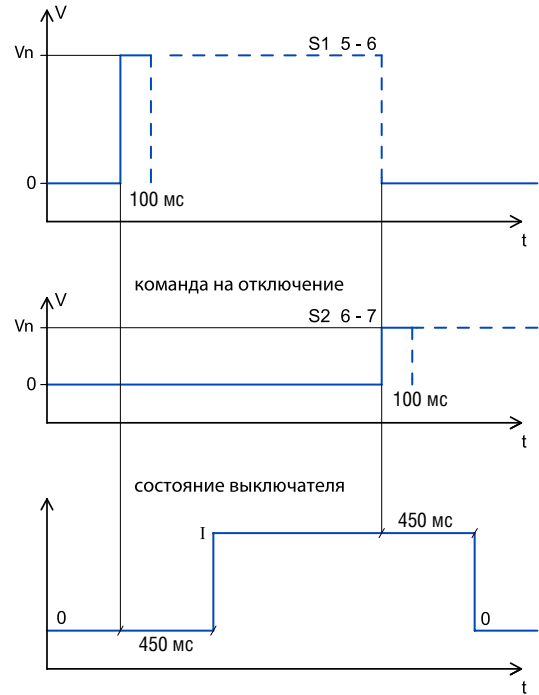 V
Vn
S1 5 - 6
0
100 мс
t
команда на отключение
V
Vn
S2 6 - 7
0
100 мс
t
состояние выключателя
I
450 мс
0
0
450 мс
t